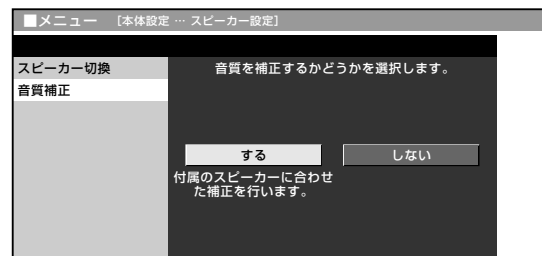 ■メニュー [本体設定 … スピーカー設定]
スピーカー切換
音質補正
音質を補正するかどうかを選択します。
する
しない
付属のスピーカーに合わせ
た補正を行います。